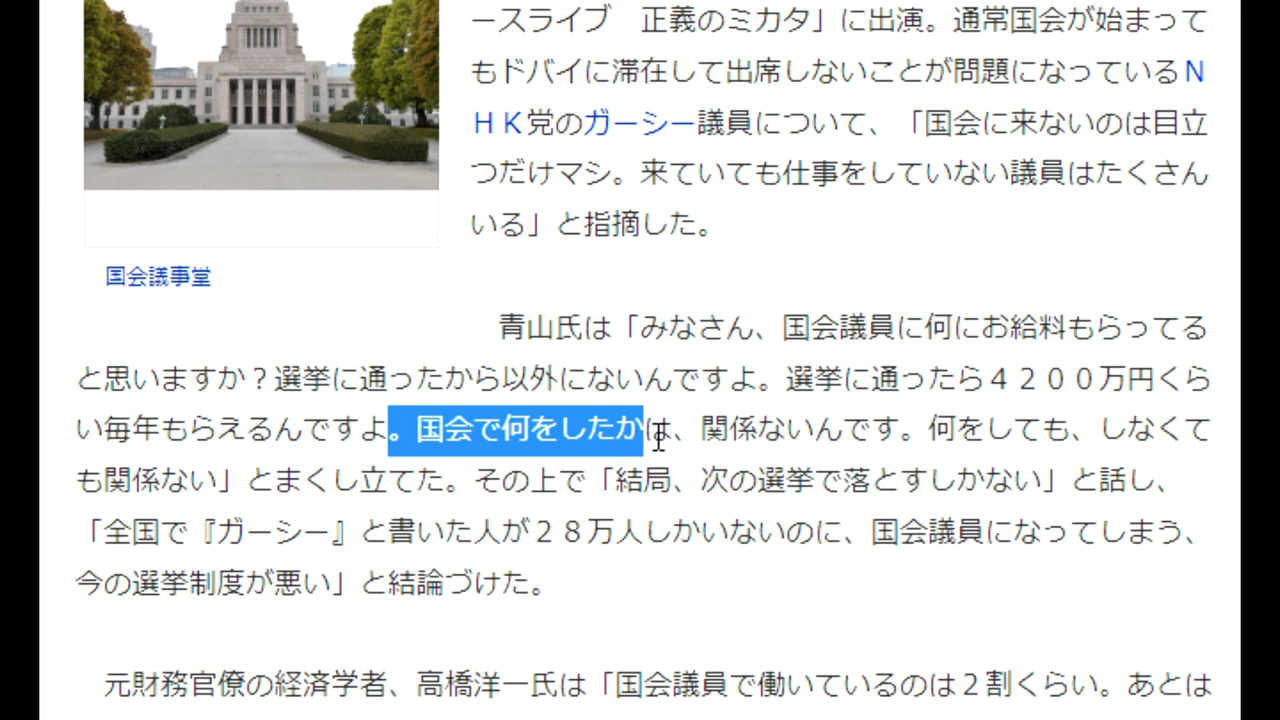 ースライブ　正義のミカタ」に出演。通常国会が始まって
もドバイに滞在して出席しないことが問題になっているＮ
ＨＫ党のガーシー議員について、「国会に来ないのは目立
つだけマシ。来ていても仕事をしていない議員はたくさん
いる」と指摘した。
国会議事堂
青山氏は「みなさん、国会議員に何にお給料もらってる
と思いますか？選挙に通ったから以外にないんですよ。選挙に通ったら４２００万円くら
い毎年もらえるんですよ。国会で何をしたかは、関係ないんです。何をしても、しなくて
も関係ない」とまくし立てた。その上で「結局、次の選挙で落とすしかない」と話し、
「全国で『ガーシー』と書いた人が２８万人しかいないのに、国会議員になってしまう、
今の選挙制度が悪い」と結論づけた。
元財務官僚の経済学者、高橋洋一氏は「国会議員で働いているのは２割くらい。あとは